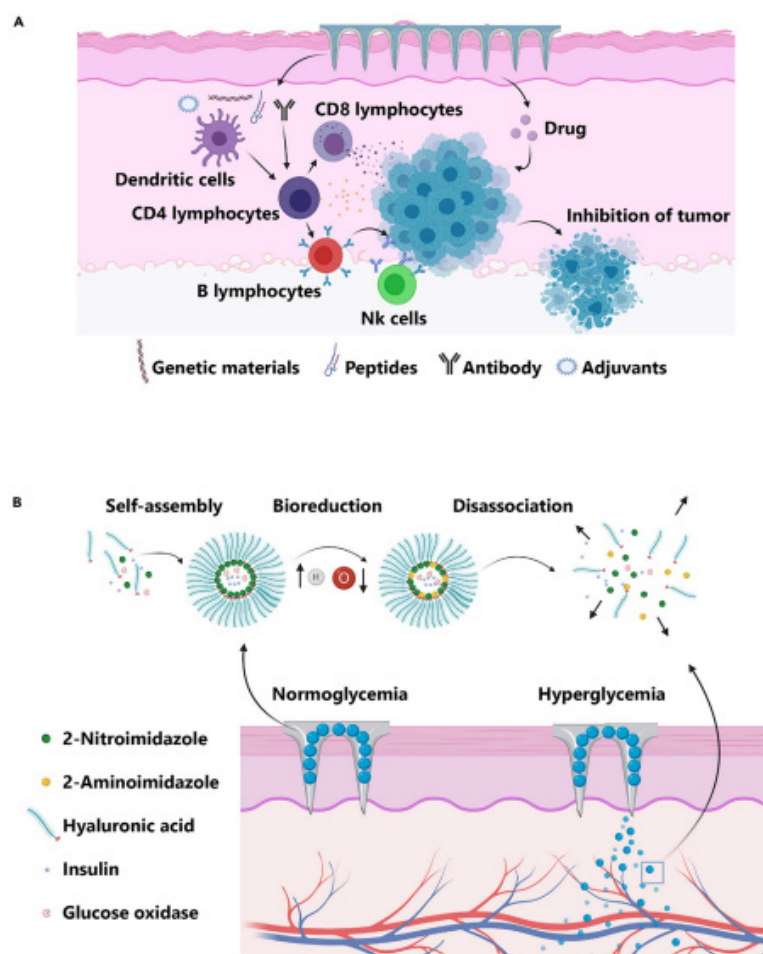 A
CD8 lymphocytes
Drug
Dendritic cells
CD4 lymphocytes
Inhibition of tumor
B lymphocytes
Nk cells
Genetic materials
Peptides
Antibody
Adjuvants
B
Self-assembly
Bioreduction
Disassociation
H
O
Normoglycemia
Hyperglycemia
2-Nitroimidazole
2-Aminoimidazole
Hyaluronic acid
Insulin
Glucose oxidase